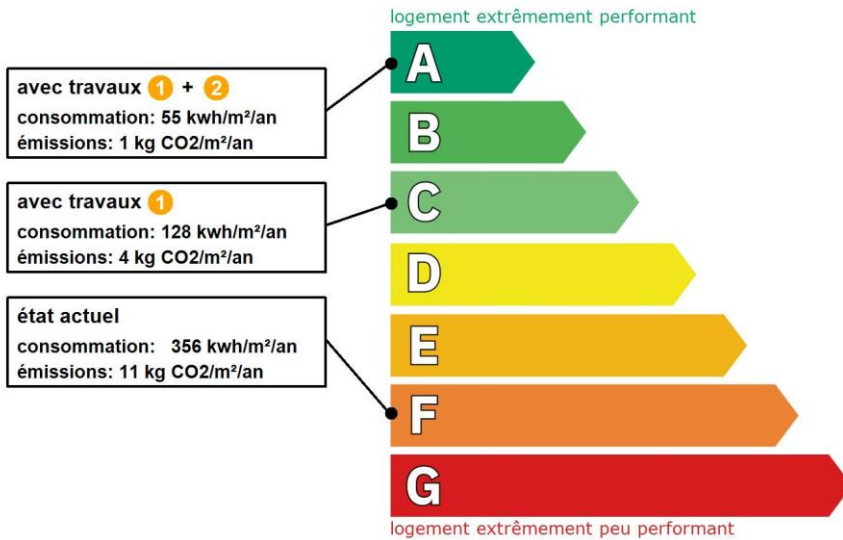 logement extrêmement performant
avec travaux 1 + 2
consommation: 55 kwh/m²/an
émissions: 1 kg CO2/m²/an
avec travaux 1
consommation: 128 kwh/m²/an
émissions: 4 kg CO2/m²/an
état actuel
consommation: 356 kwh/m²/an
émissions: 11 kg CO2/m²/an
A
B
C
D
E
F
G
logement extrêmement peu performant